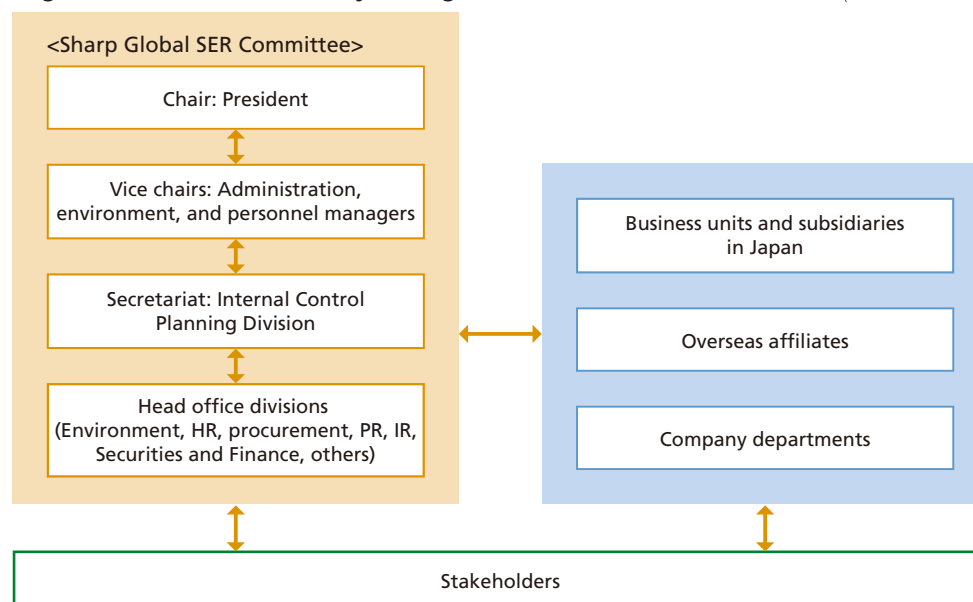 <Sharp Global SER Committee>
Chair: President
Vice chairs: Administration,
environment, and personnel managers
Secretariat: Internal Control
Planning Division
Head office divisions
(Environment, HR, procurement, PR, IR,
Securities and Finance, others)
Business units and subsidiaries
in Japan
Overseas affiliates
Company departments
Stakeholders